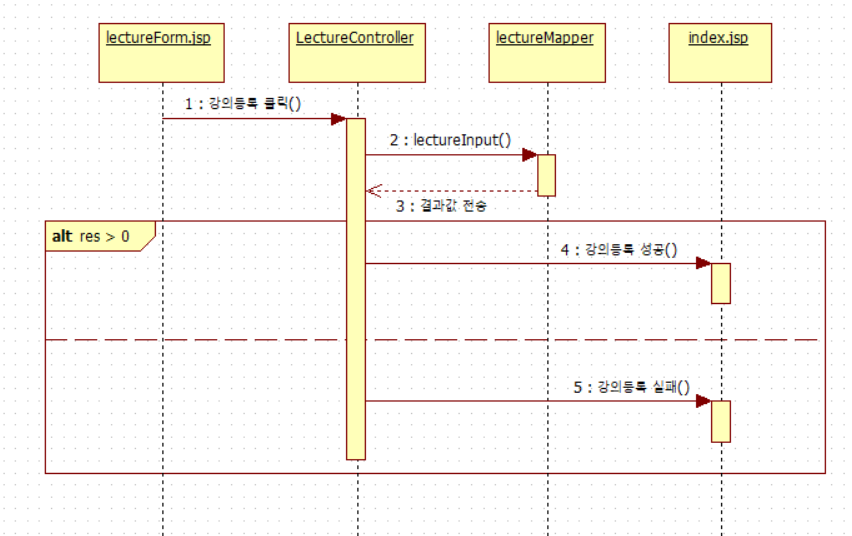 lectureForm.jsp
LectureController
lectureMapper
index.jsp
1 : 강의등록 클릭()
2 : lectureInput()
3 : 결과값 전송
alt res > 0
4 : 강의등록 성공()
5 : 강의등록 실패()